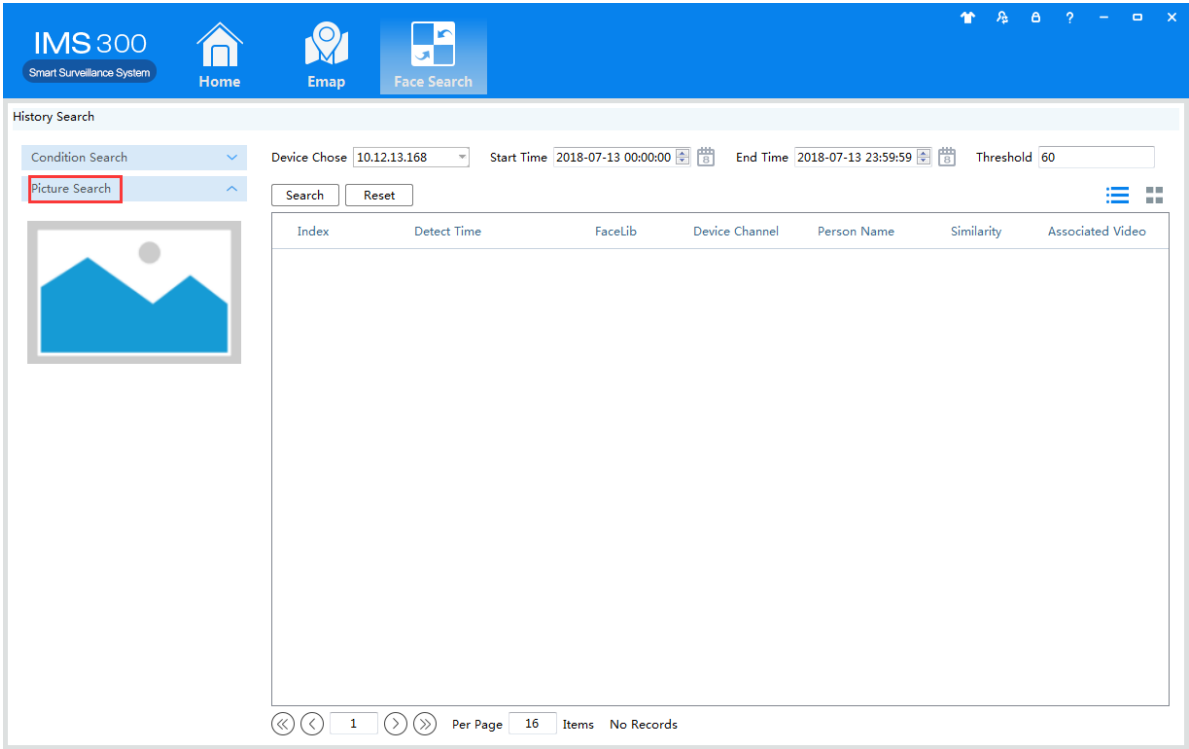 IMS 300
Smart Surveillance System
Home
Emap
Face Search
?
History Search
Condition Search
Picture Search
Device Chose 10.12.13.168 Start Time 2018-07-13 00:00:00 8 End Time 2018-07-13 23:59:59 8 Threshold 60
Search Reset
Index Detect Time FaceLib Device Channel Person Name Similarity Associated Video
1 Per Page 16 Items No Records